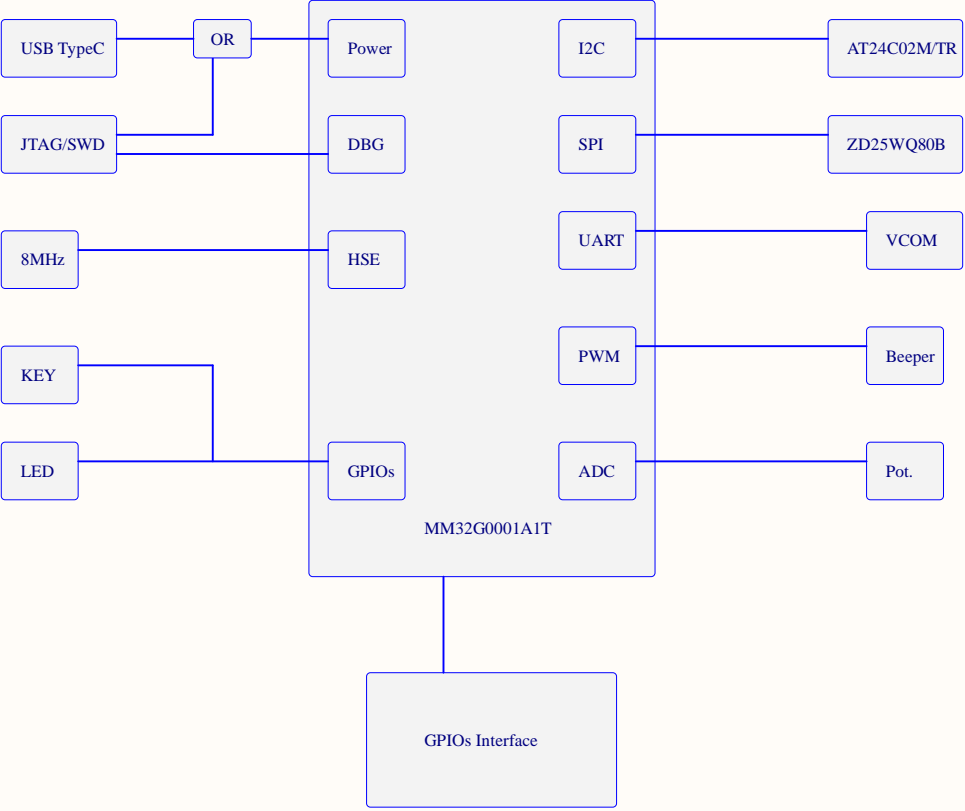 USB TypeC
OR
Power
I2C
AT24C02M/TR
JTAG/SWD
DBG
SPI
ZD25WQ80B
UART
VCOM
8MHz
HSE
PWM
Beeper
KEY
LED
GPIOs
ADC
Pot.
MM32G0001A1T
GPIOs Interface